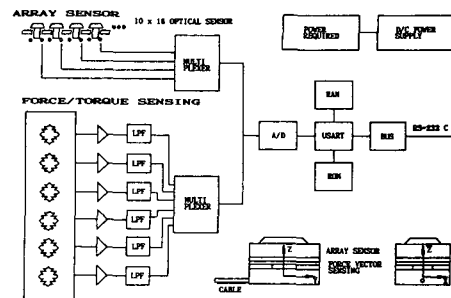 ARRAY SENSOR
10 x 16 OPTICAL SENSOR
MULTI
PLEXER
POWER
REQUIRED
D/C POWER
SUPPLY
FORCE/TORQUE SENSING
LPF
LPF
LPF
LPF
LPF
LPF
MULTI
PLEXER
A/D
RAM
USART
ROM
BUS
RS-232 C
Z
ARRAY SENSOR
FORCE VECTOR
SENSING
CABLE
Z